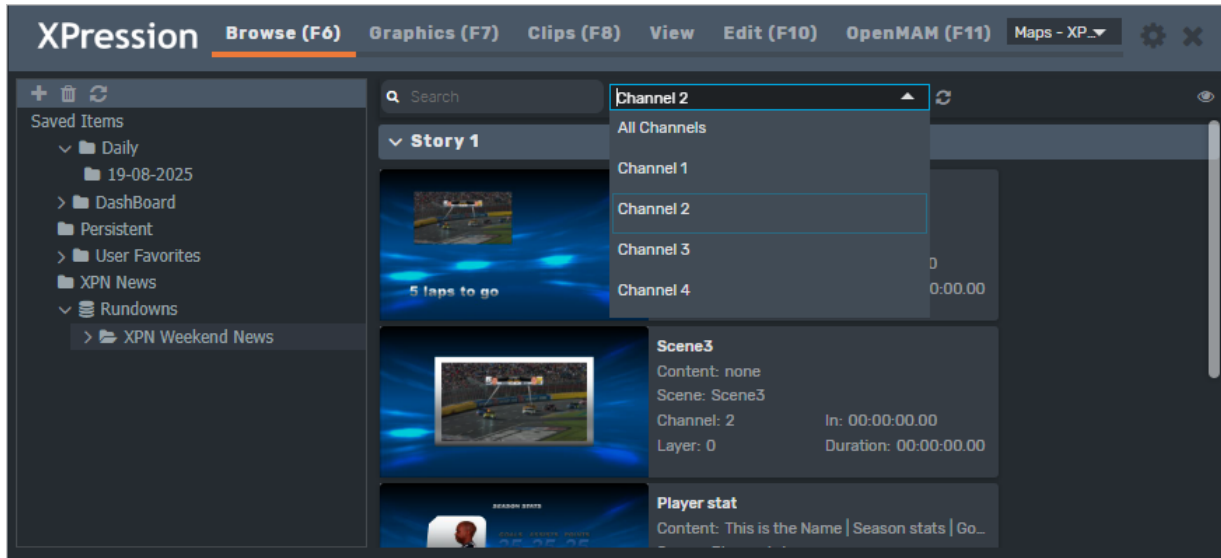 XPression Browse (F6) Graphics (F7) Clips (F8) View Edit (F10) OpenMAM (F11) Maps - XP...
Saved Items
Daily
19-08-2025
DashBoard
Persistent
User Favorites
XPN News
Rundowns
XPN Weekend News
Search
Channel 2
All Channels
Channel 1
Channel 2
Channel 3
Channel 4
Story 1
5 laps to go
0:00.00
Scene3
Content: none
Scene: Scene3
Channel: 2 In: 00:00:00.00
Layer: 0 Duration: 00:00:00.00
SEASON STATS
Player stat
Content: This is the Name | Season stats | Go...